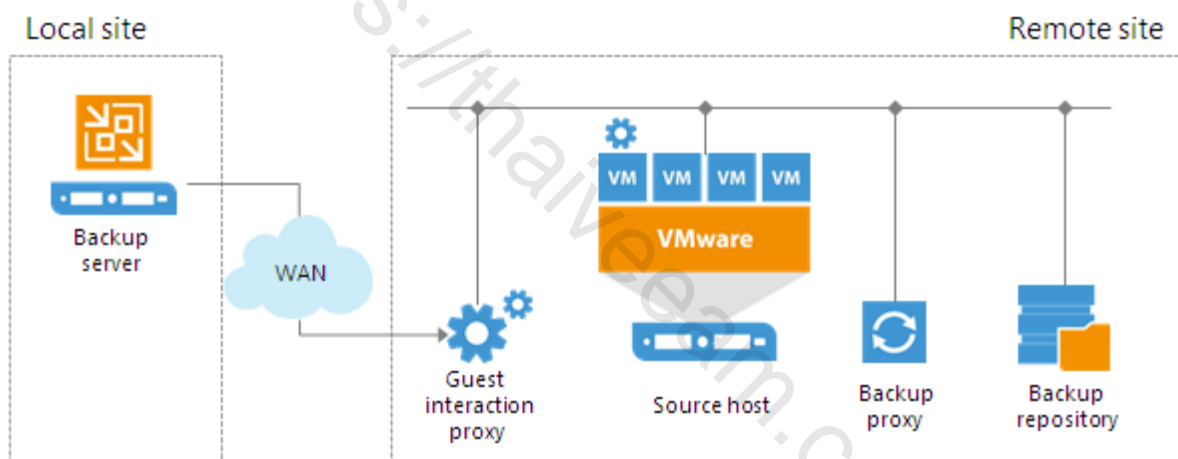 Local site
Remote site
Backup
server
WAN
VM VM VM VM
VMware
Guest
interaction
proxy
Source host
Backup
proxy
Backup
repository
s://thaiveeam.c